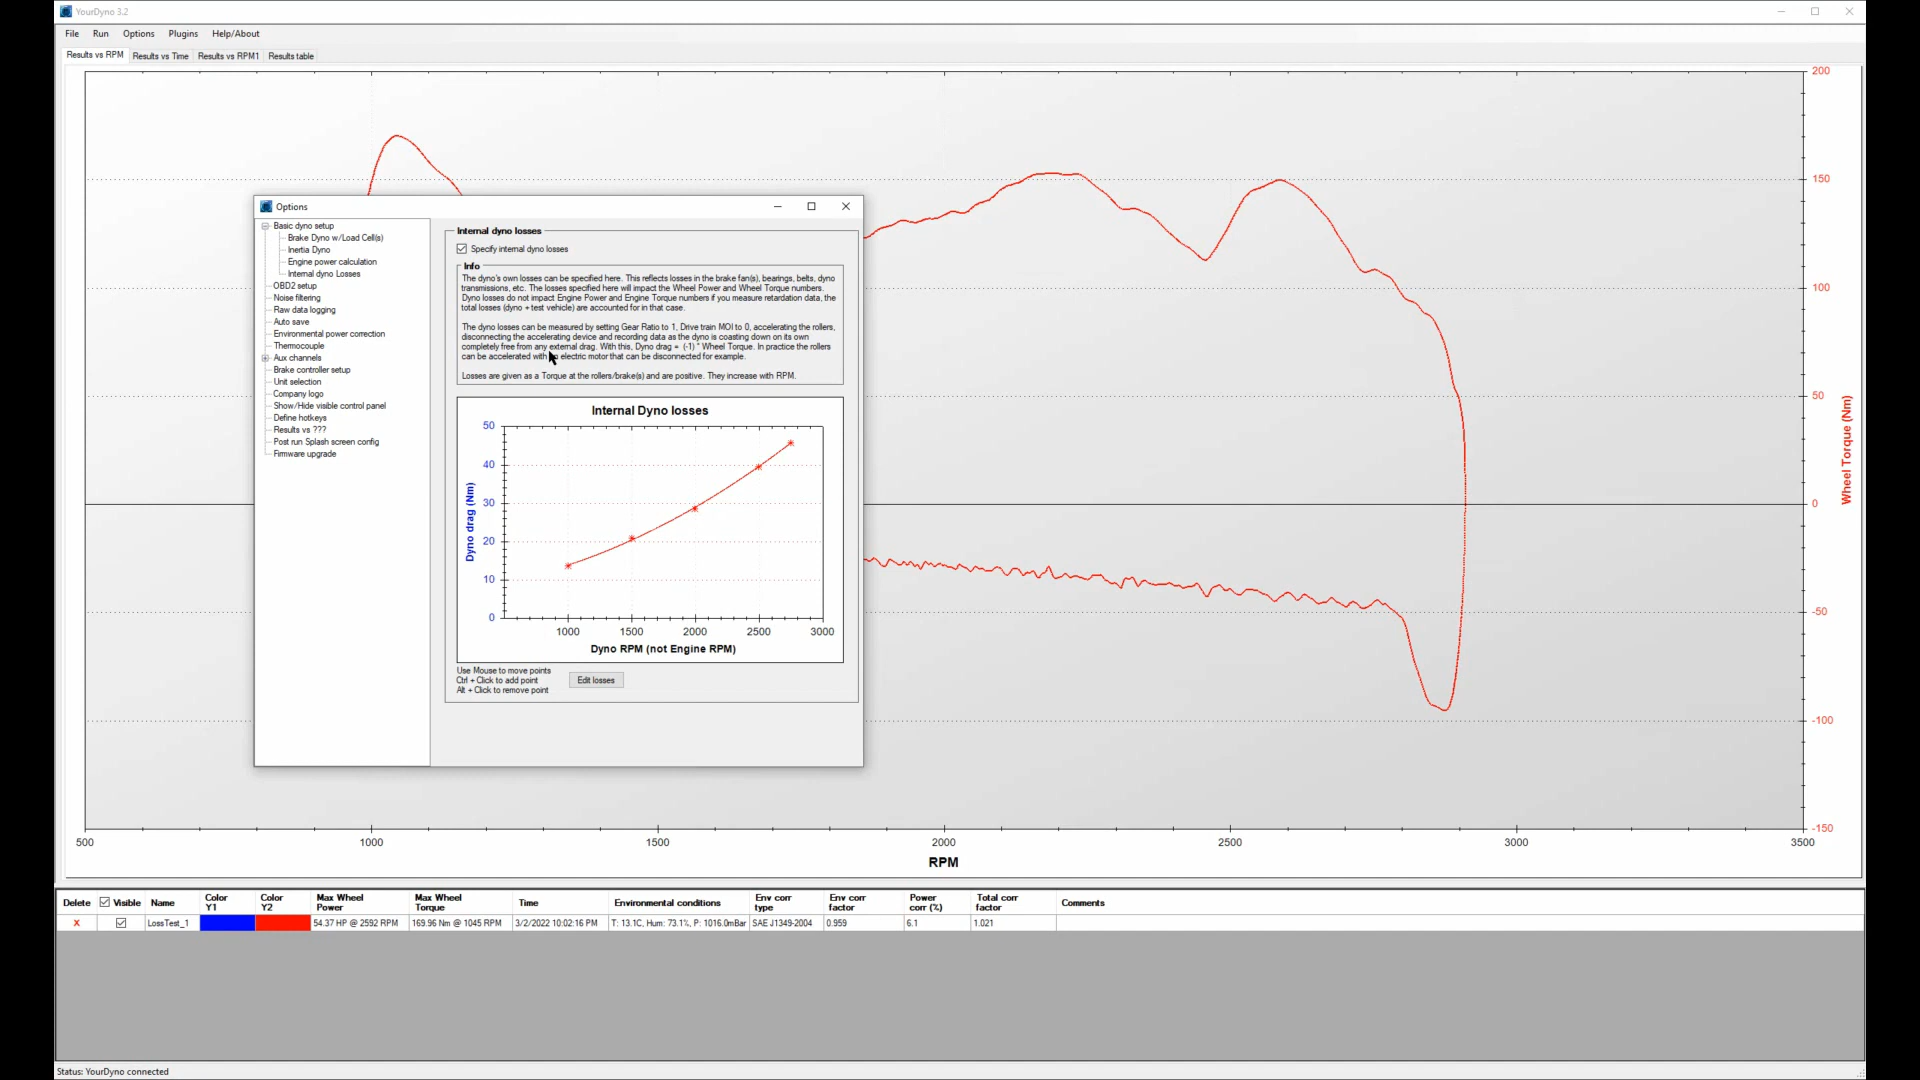 YourDyno 3.2
File Run Options Plugins Help/About
Results vs RPM Results vs Time Results vs RPM1 Results table
200
150
100
50
0
-50
-100
-150
Wheel Torque (Nm)
500 1000 1500 2000 2500 3000 3500
RPM
Options
Basic dyno setup
Brake Dyno w/Load Cell(s)
Inertia Dyno
Engine power calculation
Internal dyno Losses
OBD2 setup
Noise filtering
Raw data logging
Auto save
Environmental power correction
Thermocouple
Aux channels
Brake controller setup
Unit selection
Company logo
Show/Hide visible control panel
Define hotkeys
Results vs ???
Post run Splash screen config
Firmware upgrade
Internal dyno losses
Specify internal dyno losses
Info
The dyno's own losses can be specified here. This reflects losses in the brake fan(s), bearings, belts, dyno
transmissions, etc. The losses specified here will impact the Wheel Power and Wheel Torque numbers.
Dyno losses do not impact Engine Power and Engine Torque numbers if you measure retardation data, the
total losses (dyno + test vehicle) are accounted for in that case.
The dyno losses can be measured by setting Gear Ratio to 1, Drive train MOI to 0, accelerating the rollers,
disconnecting the accelerating device and recording data as the dyno is coasting down on its own
completely free from any external drag. With this, Dyno drag = (-1) * Wheel Torque. In practice the rollers
can be accelerated with electric motor that can be disconnected for example.
Losses are given as a Torque at the rollers/brake(s) and are positive. They increase with RPM.
Internal Dyno losses
50
40
30
20
10
0
Dyno drag (Nm)
1000 1500 2000 2500 3000
Dyno RPM (not Engine RPM)
Use Mouse to move points
Ctrl + Click to add point
Alt + Click to remove point
Edit losses
Delete Visible Name Color Y1 Color Y2 Max Wheel Power Max Wheel Torque Time Environmental conditions Env corr type Env corr factor Power corr (%) Total corr factor Comments
X LossTest_1 54.37 HP @ 2592 RPM 169.96 Nm @ 1045 RPM 3/2/2022 10:02:16 PM T: 13.1C, Hum: 73.1%, P: 1016.0mBar SAE J1349-2004 0.959 6.1 1.021
Status: YourDyno connected